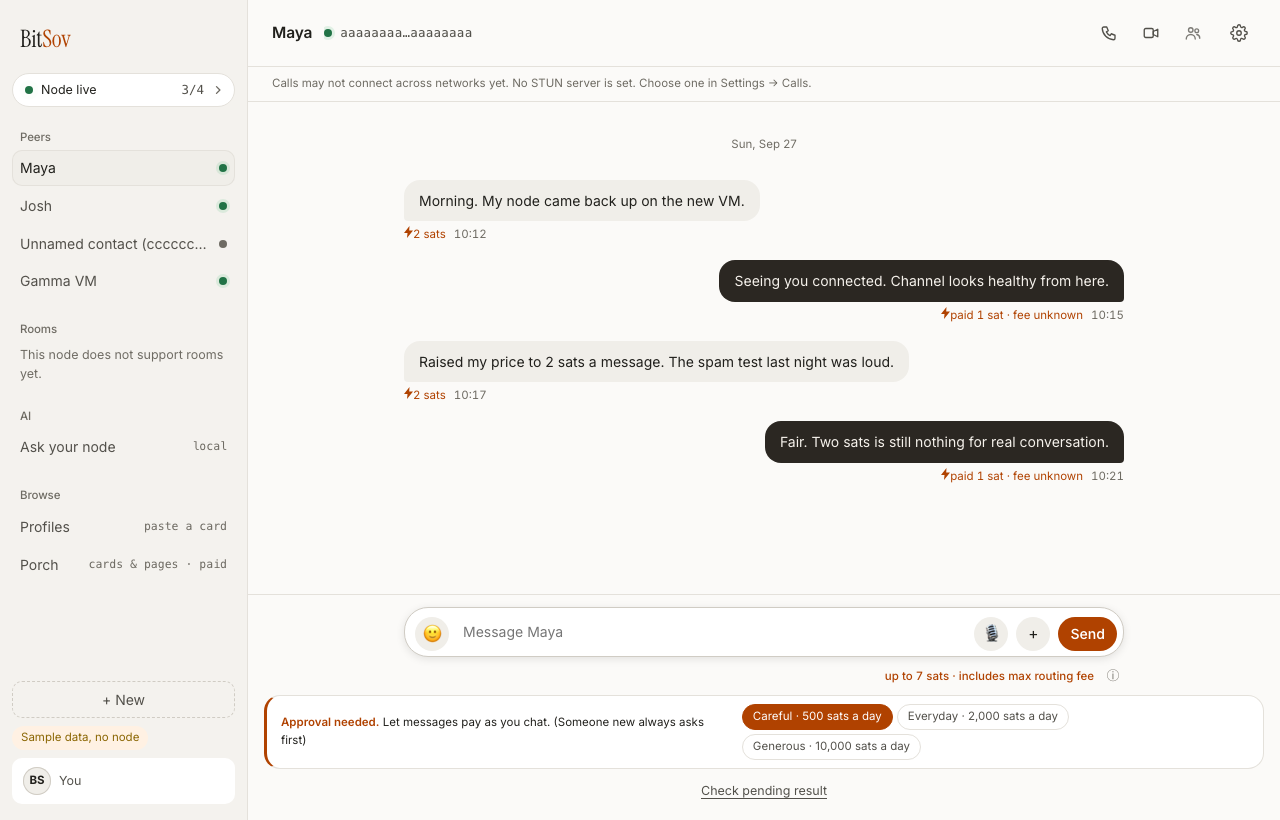 BitSov
Node live 3/4
Peers
Maya
Josh
Unnamed contact (cccccc...
Gamma VM
Rooms
This node does not support rooms
yet.
AI
Ask your node local
Browse
Profiles paste a card
Porch cards & pages · paid
+ New
Sample data, no node
BS You
Maya aaaaaaaa…aaaaaaaa
Calls may not connect across networks yet. No STUN server is set. Choose one in Settings → Calls.
Sun, Sep 27
Morning. My node came back up on the new VM.
2 sats 10:12
Seeing you connected. Channel looks healthy from here.
paid 1 sat · fee unknown 10:15
Raised my price to 2 sats a message. The spam test last night was loud.
2 sats 10:17
Fair. Two sats is still nothing for real conversation.
paid 1 sat · fee unknown 10:21
Message Maya + Send
up to 7 sats · includes max routing fee ⓘ
Approval needed. Let messages pay as you chat. (Someone new always asks
first)
Careful · 500 sats a day Everyday · 2,000 sats a day
Generous · 10,000 sats a day
Check pending result